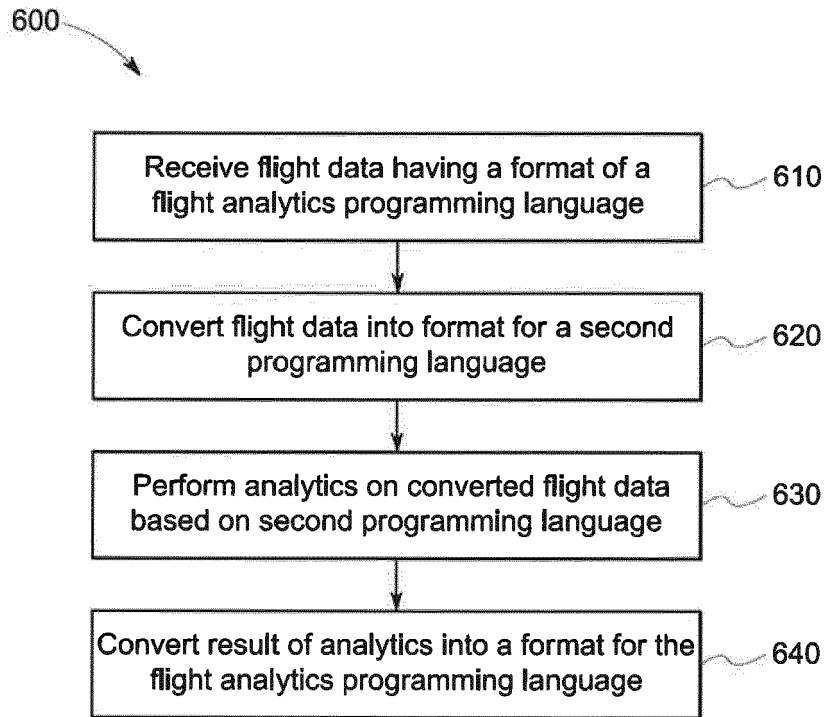 600
Receive flight data having a format of a
flight analytics programming language
610
Convert flight data into format for a second
programming language
620
Perform analytics on converted flight data
based on second programming language
630
Convert result of analytics into a format for the
flight analytics programming language
640